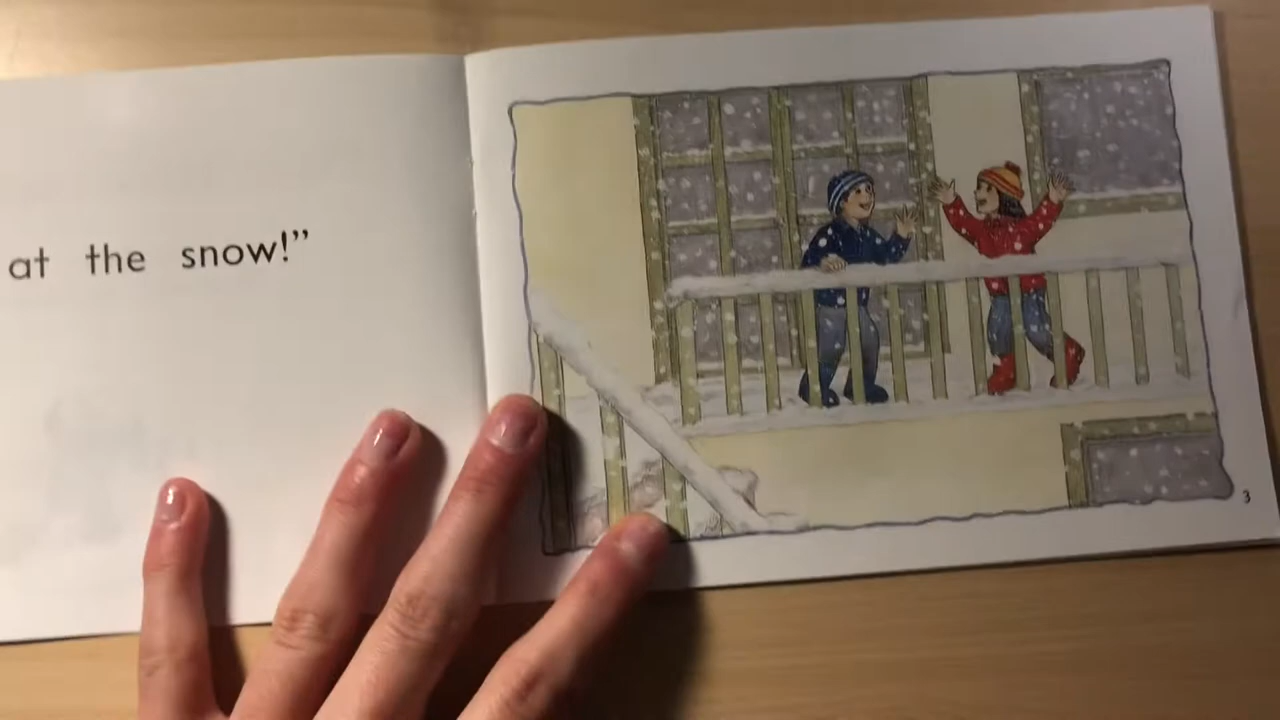 at the snow!”
3